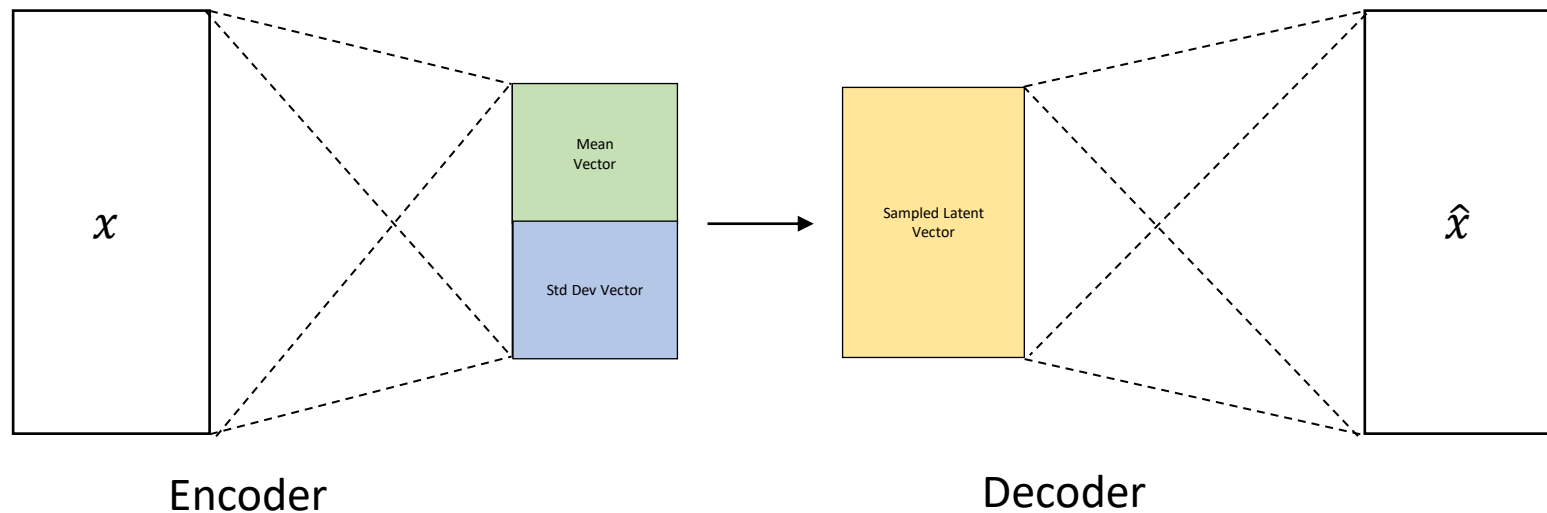 x
Mean
Vector
Std Dev Vector
Sampled Latent
Vector
x̂
Encoder
Decoder